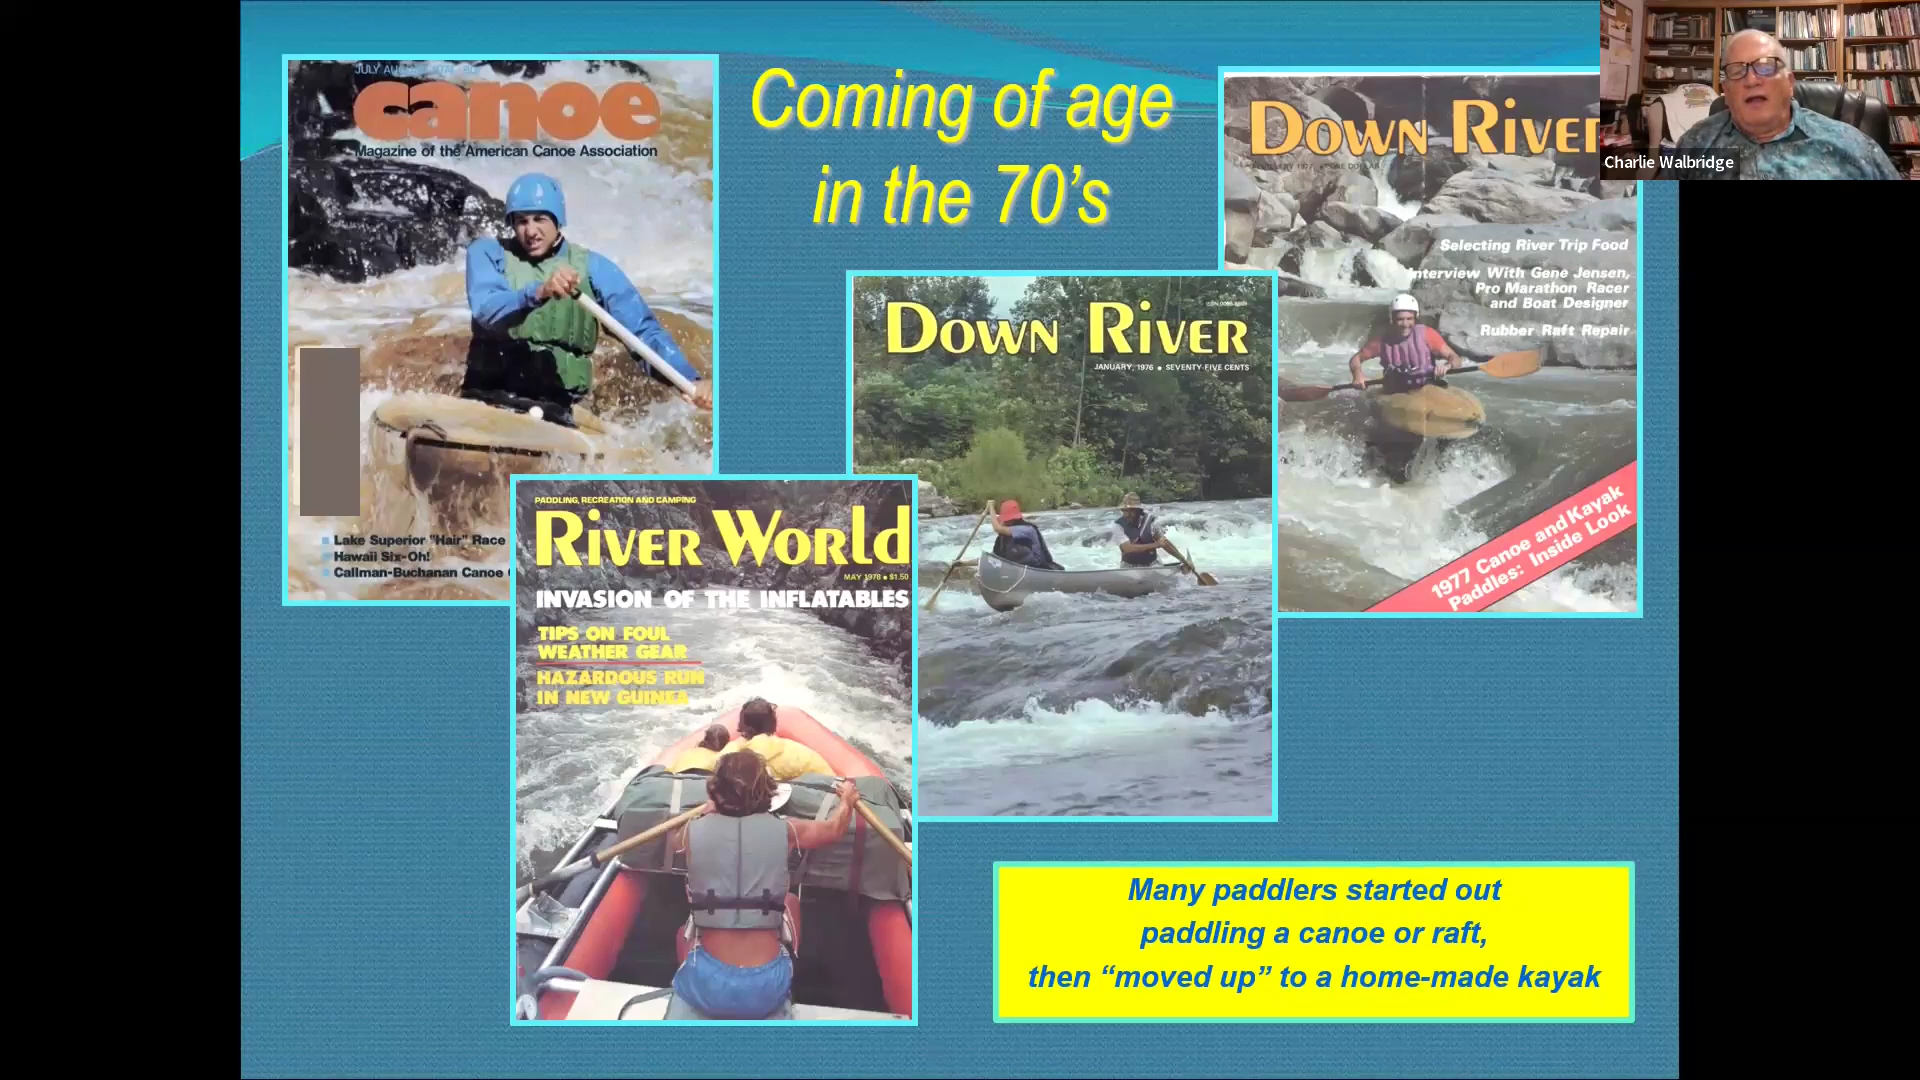 Coming of age
in the 70's
JULY AU
canoe
Magazine of the American Canoe Association
Lake Superior "Hair" Race
Hawaii Six-Oh!
Callman-Buchanan Canoe
PADDLING, RECREATION AND CAMPING
RIVER WORLD
MAY 1978 • $1.50
INVASION OF THE INFLATABLES
TIPS ON FOUL
WEATHER GEAR
HAZARDOUS RUN
IN NEW GUINEA
DOWN RIVER
JANUARY, 1976 • SEVENTY-FIVE CENTS
DOWN RIVER
1977 • ONE DOLLAR
Selecting River Trip Food
Interview With Gene Jensen,
Pro Marathon Racer
and Boat Designer
Rubber Raft Repair
1977 Canoe and Kayak
Paddles: Inside Look
Charlie Walbridge
Many paddlers started out
paddling a canoe or raft,
then “moved up” to a home-made kayak